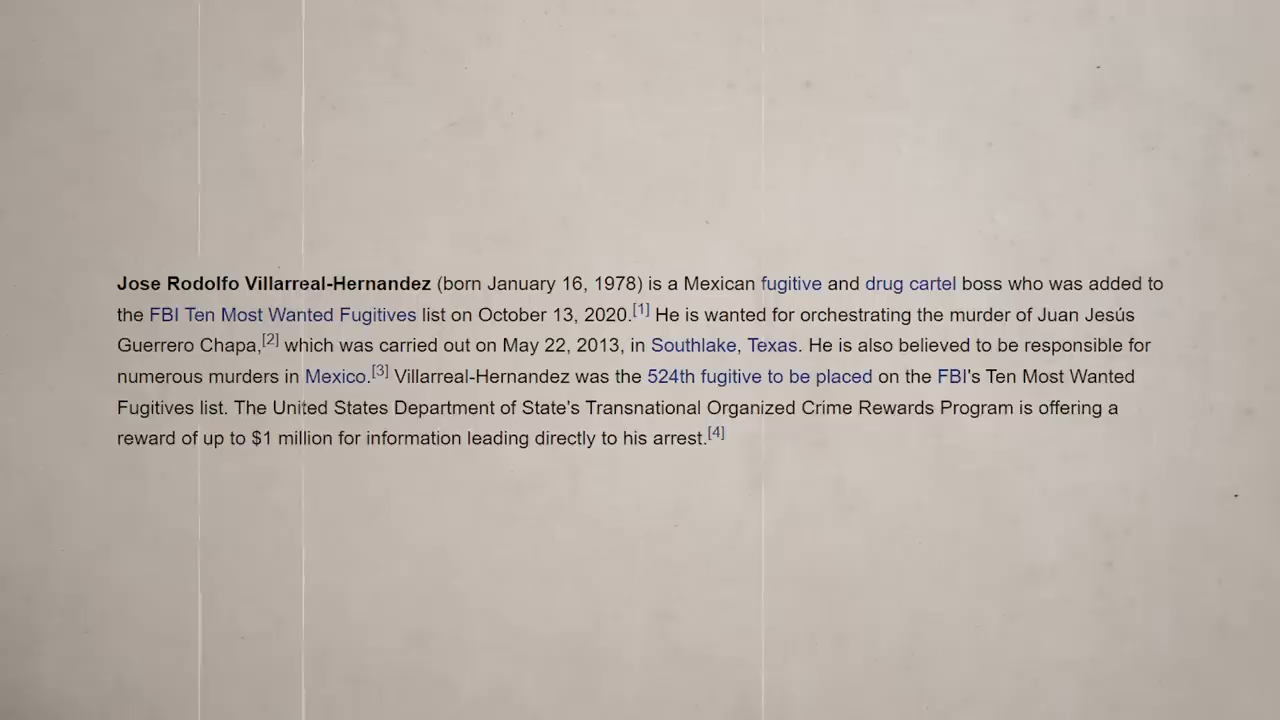 Jose Rodolfo Villarreal-Hernandez (born January 16, 1978) is a Mexican fugitive and drug cartel boss who was added to
the FBI Ten Most Wanted Fugitives list on October 13, 2020.[1] He is wanted for orchestrating the murder of Juan Jesús
Guerrero Chapa,[2] which was carried out on May 22, 2013, in Southlake, Texas. He is also believed to be responsible for
numerous murders in Mexico.[3] Villarreal-Hernandez was the 524th fugitive to be placed on the FBI's Ten Most Wanted
Fugitives list. The United States Department of State's Transnational Organized Crime Rewards Program is offering a
reward of up to $1 million for information leading directly to his arrest.[4]